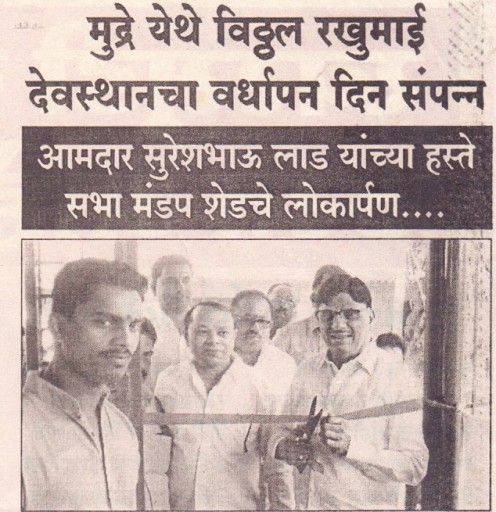 मुद्रे येथे विठ्ठल रखुमाई
देवस्थानचा वर्धापन दिन संपन्न
आमदार सुरेशभाऊ लाड यांच्या हस्ते
सभा मंडप शेडचे लोकार्पण....